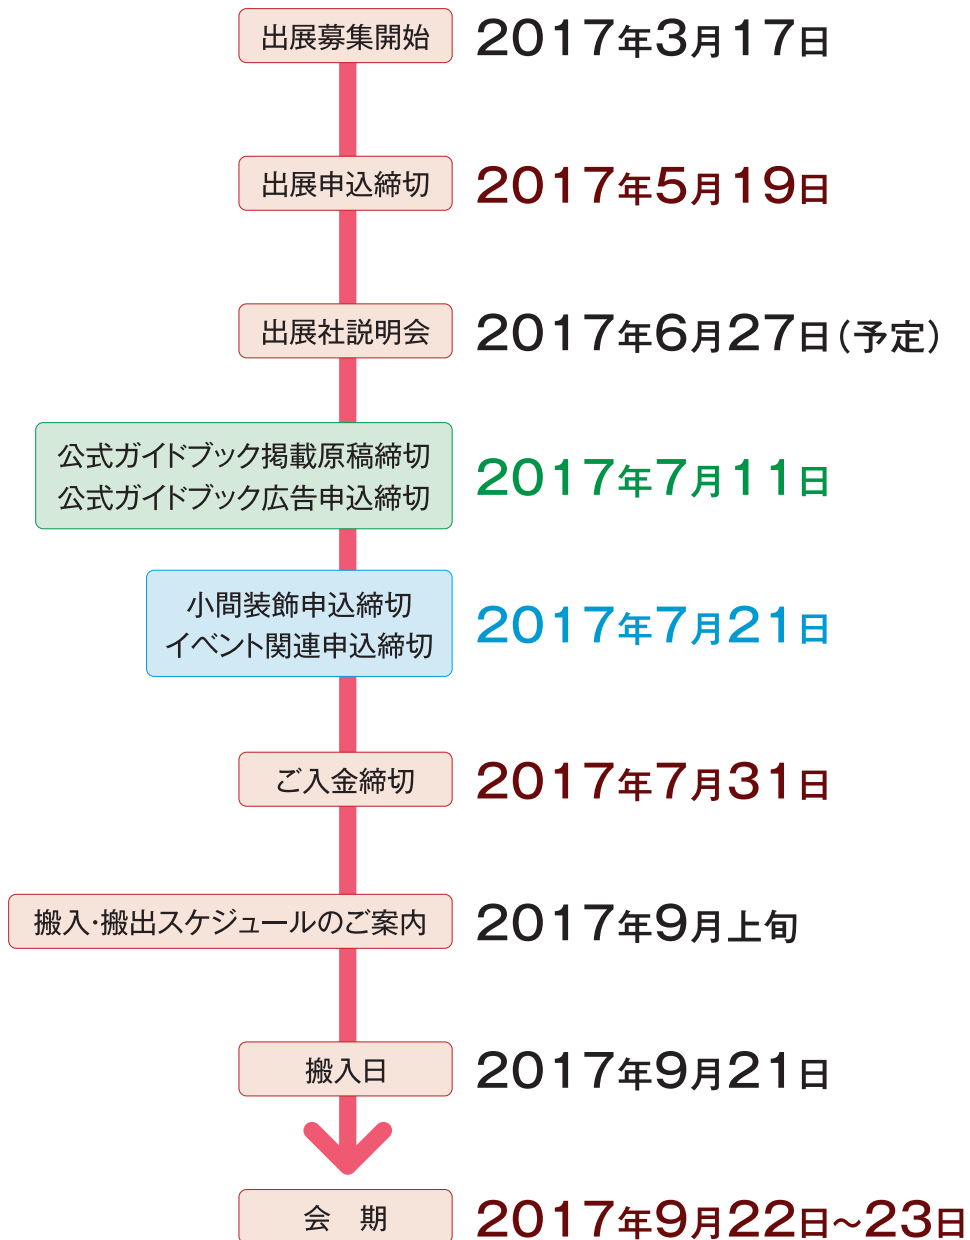 出展募集開始 2017年3月17日
出展申込締切 2017年5月19日
出展社説明会 2017年6月27日(予定)
公式ガイドブック掲載原稿締切
公式ガイドブック広告申込締切
2017年7月11日
小間装飾申込締切
イベント関連申込締切
2017年7月21日
ご入金締切 2017年7月31日
搬入·搬出スケジュールのご案内 2017年9月上旬
搬入日 2017年9月21日
会　期 2017年9月22日〜23日